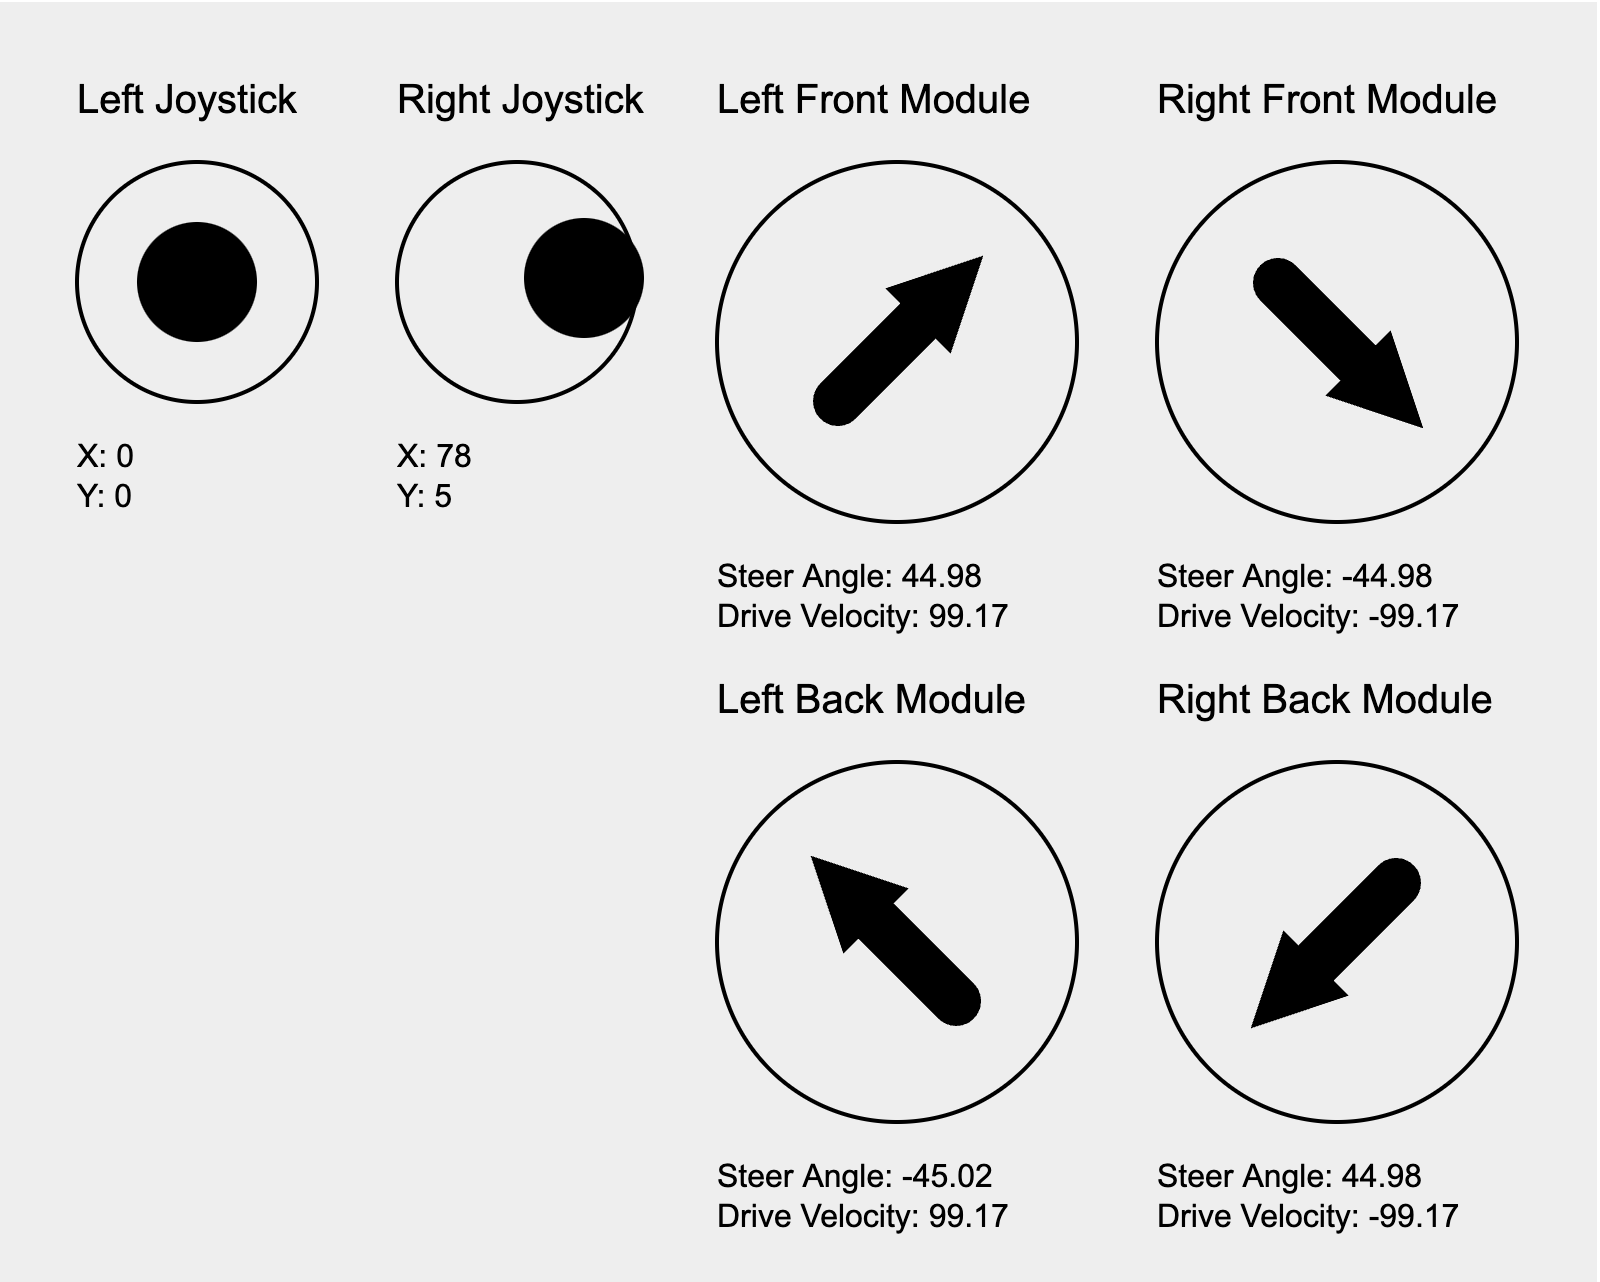 Left Joystick
Right Joystick
Left Front Module
Right Front Module
X: 0
Y: 0
X: 78
Y: 5
Steer Angle: 44.98
Drive Velocity: 99.17
Steer Angle: -44.98
Drive Velocity: -99.17
Left Back Module
Right Back Module
Steer Angle: -45.02
Drive Velocity: 99.17
Steer Angle: 44.98
Drive Velocity: -99.17